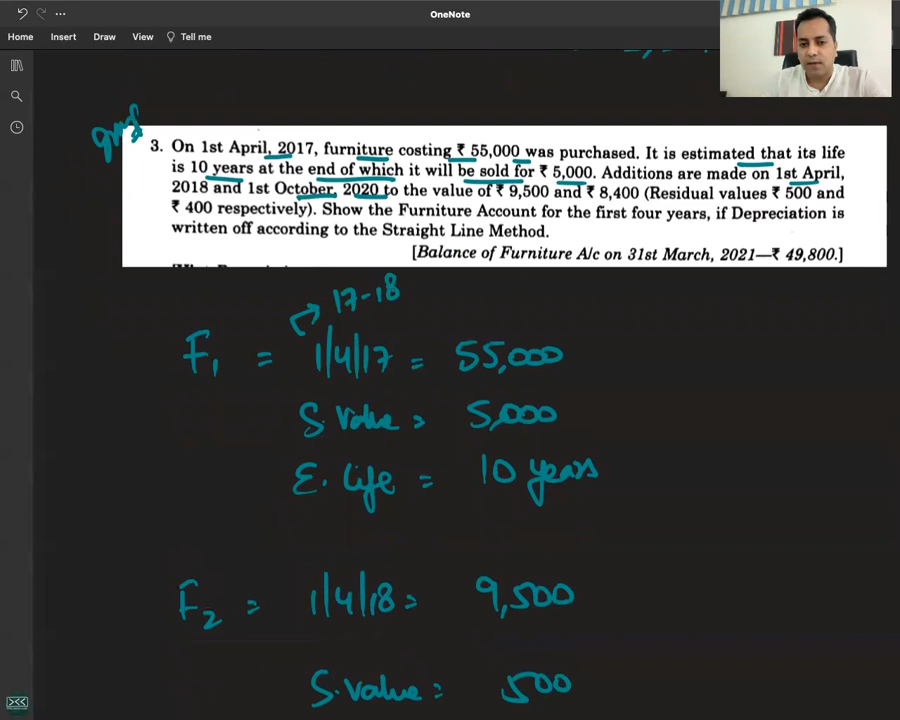 OneNote
Home Insert Draw View Tell me
3. On 1st April, 2017, furniture costing ₹ 55,000 was purchased. It is estimated that its life
is 10 years at the end of which it will be sold for ₹ 5,000. Additions are made on 1st April,
2018 and 1st October, 2020 to the value of ₹ 9,500 and ₹ 8,400 (Residual values ₹ 500 and
₹ 400 respectively). Show the Furniture Account for the first four years, if Depreciation is
written off according to the Straight Line Method.
[Balance of Furniture A/c on 31st March, 2021—₹ 49,800.]
17-18
F1 = 1/4/17 = 55,000
S. Value = 5,000
E. life = 10 years
F2 = 1/4/18 = 9,500
S. Value = 500